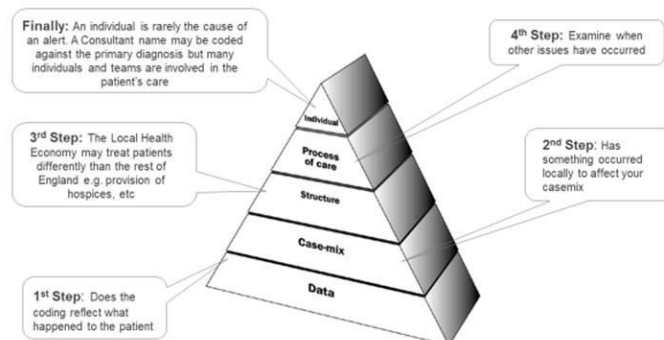 Finally: An individual is rarely the cause of
an alert. A Consultant name may be coded
against the primary diagnosis but many
individuals and teams are involved in the
patient's care
4th Step: Examine when
other issues have occurred
Individual
Process
of care
3rd Step: The Local Health
Economy may treat patients
differently than the rest of
England e.g. provision of
hospices, etc
2nd Step: Has
something occurred
locally to affect your
casemix
Structure
Case-mix
Data
1st Step: Does the
coding reflect what
happened to the patient